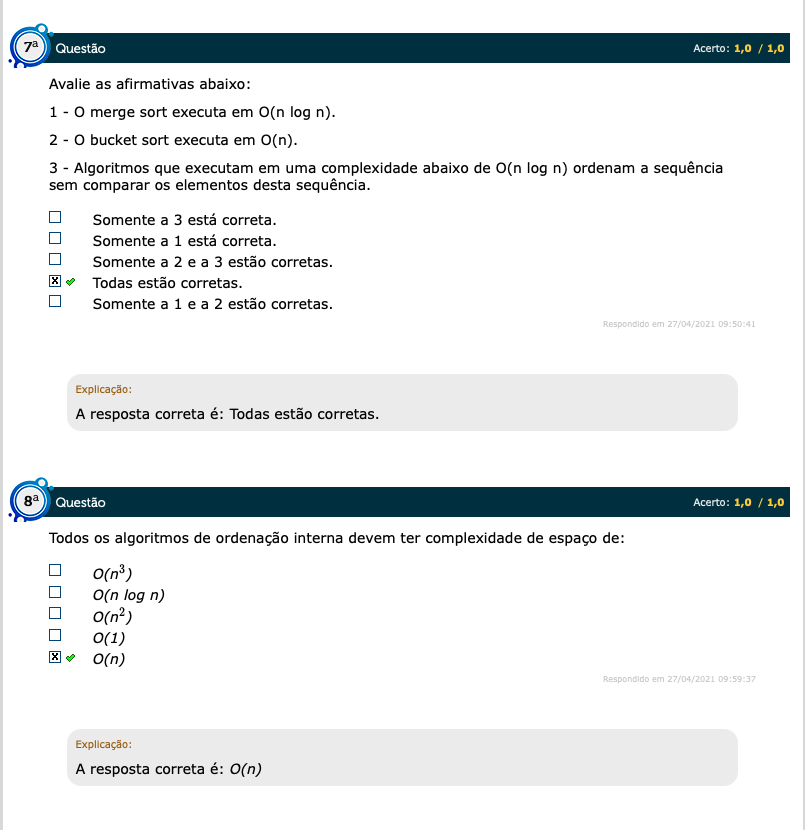 7ª Questão Acerto: 1,0 / 1,0
Avalie as afirmativas abaixo:
1 - O merge sort executa em O(n log n).
2 - O bucket sort executa em O(n).
3 - Algoritmos que executam em uma complexidade abaixo de O(n log n) ordenam a sequência
sem comparar os elementos desta sequência.
Somente a 3 está correta.
Somente a 1 está correta.
Somente a 2 e a 3 estão corretas.
X Todas estão corretas.
Somente a 1 e a 2 estão corretas.
Respondido em 27/04/2021 09:50:41
Explicação:
A resposta correta é: Todas estão corretas.
8ª Questão Acerto: 1,0 / 1,0
Todos os algoritmos de ordenação interna devem ter complexidade de espaço de:
O(n³)
O(n log n)
O(n²)
O(1)
X O(n)
Respondido em 27/04/2021 09:59:37
Explicação:
A resposta correta é: O(n)